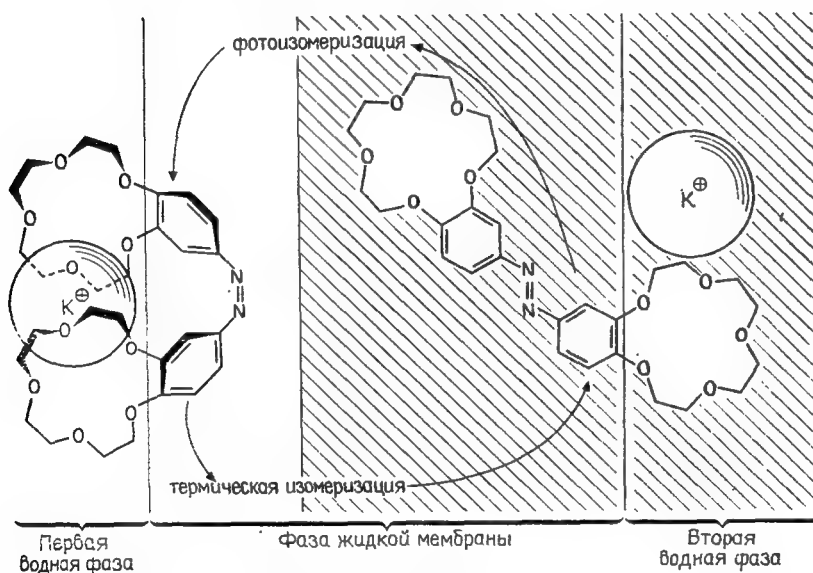 фотоизомеризация
O
O
O O
O O
K⊕
O O
O
O N N
O
K⊕ N N O
O O
O
O
O O
O
O
термическая изомеризация
Первая
водная фаза
Фаза жидкой мембраны
Вторая
водная фаза